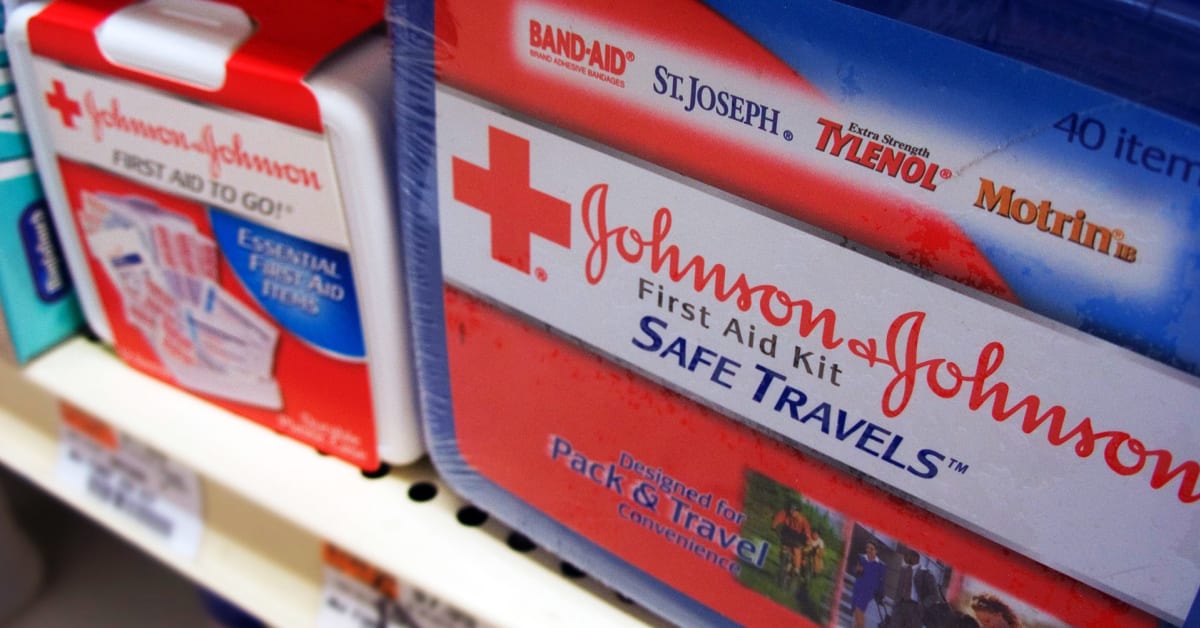 Johnson & Johnson
FIRST AID TO GO!®
ESSENTIAL
FIRST AID
ITEMS
BAND-AID®
BRAND ADHESIVE BANDAGES
ST. JOSEPH®
Extra Strength
TYLENOL®
Motrin®IB
40 item
®
Johnson & Johnson
First Aid Kit
SAFE TRAVELS™
Designed for
Pack & Travel
Convenience